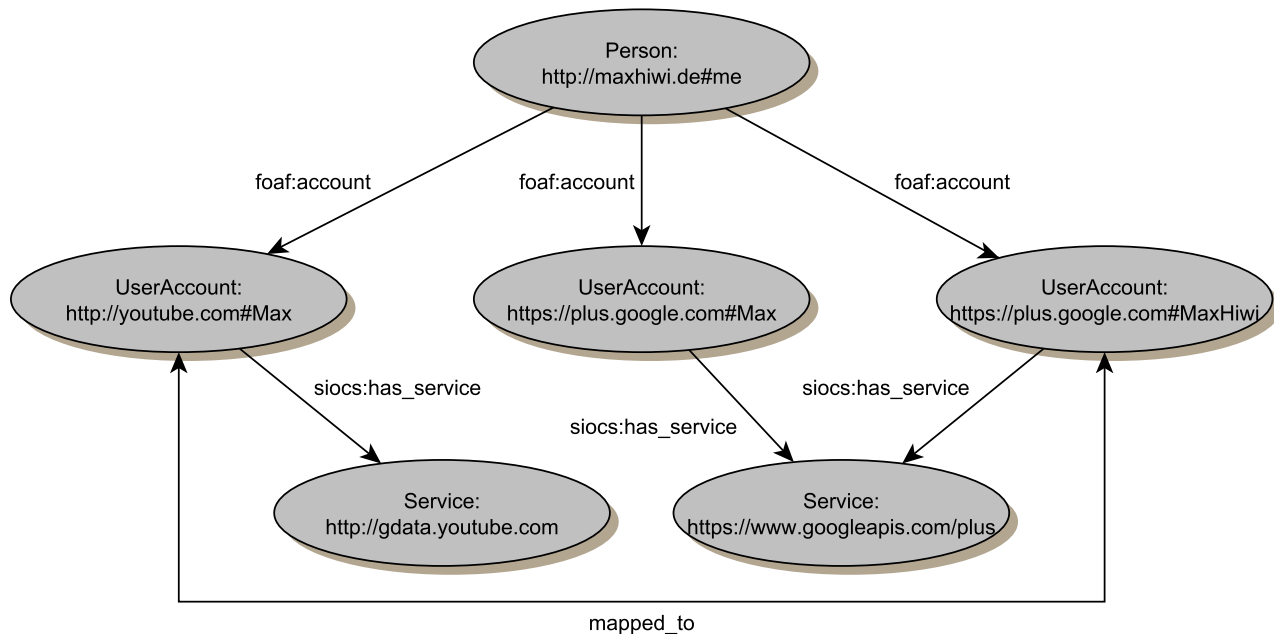 Person:
http://maxhiwi.de#me
foaf:account
foaf:account
foaf:account
UserAccount:
http://youtube.com#Max
UserAccount:
https://plus.google.com#Max
UserAccount:
https://plus.google.com#MaxHiwi
siocs:has_service
siocs:has_service
siocs:has_service
Service:
http://gdata.youtube.com
Service:
https://www.googleapis.com/plus
mapped_to